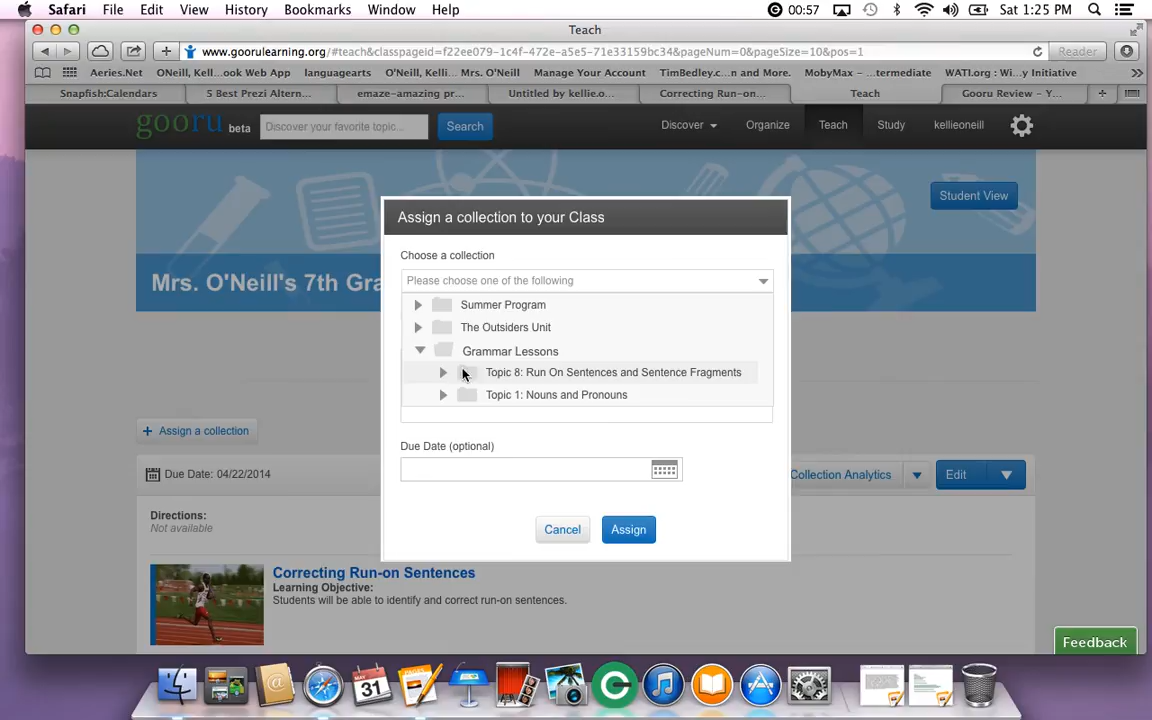 Safari File Edit View History Bookmarks Window Help 00:57 Sat 1:25 PM
Teach
www.goorulearning.org/#teach&classpageid=f22ee079-1c4f-472e-a5e5-71e33159bc34&pageNum=0&pageSize=10&pos=1 Reader
Aeries.Net ONeill, Kell...ook Web App languagearts O'Neill, Kelli... Mrs. O'Neill Manage Your Account TimBedley.c...n and More. MobyMax - ...termediate WATI.org : Wi...y Initiative
Snapfish:Calendars 5 Best Prezi Altern... emaze-amazing pr... Untitled by kellie.o... Correcting Run-on... Teach Gooru Review - Y...
gooru beta Discover your favorite topic... Search Discover Organize Teach Study kellieoneill
Student View
Assign a collection to your Class
Choose a collection
Mrs. O'Neill's 7th Gra
Please choose one of the following
Summer Program
The Outsiders Unit
Grammar Lessons
Topic 8: Run On Sentences and Sentence Fragments
Topic 1: Nouns and Pronouns
+ Assign a collection
Due Date (optional)
Due Date: 04/22/2014 Collection Analytics Edit
Directions:
Not available
Cancel Assign
Correcting Run-on Sentences
Learning Objective:
Students will be able to identify and correct run-on sentences.
Feedback
MAY
31